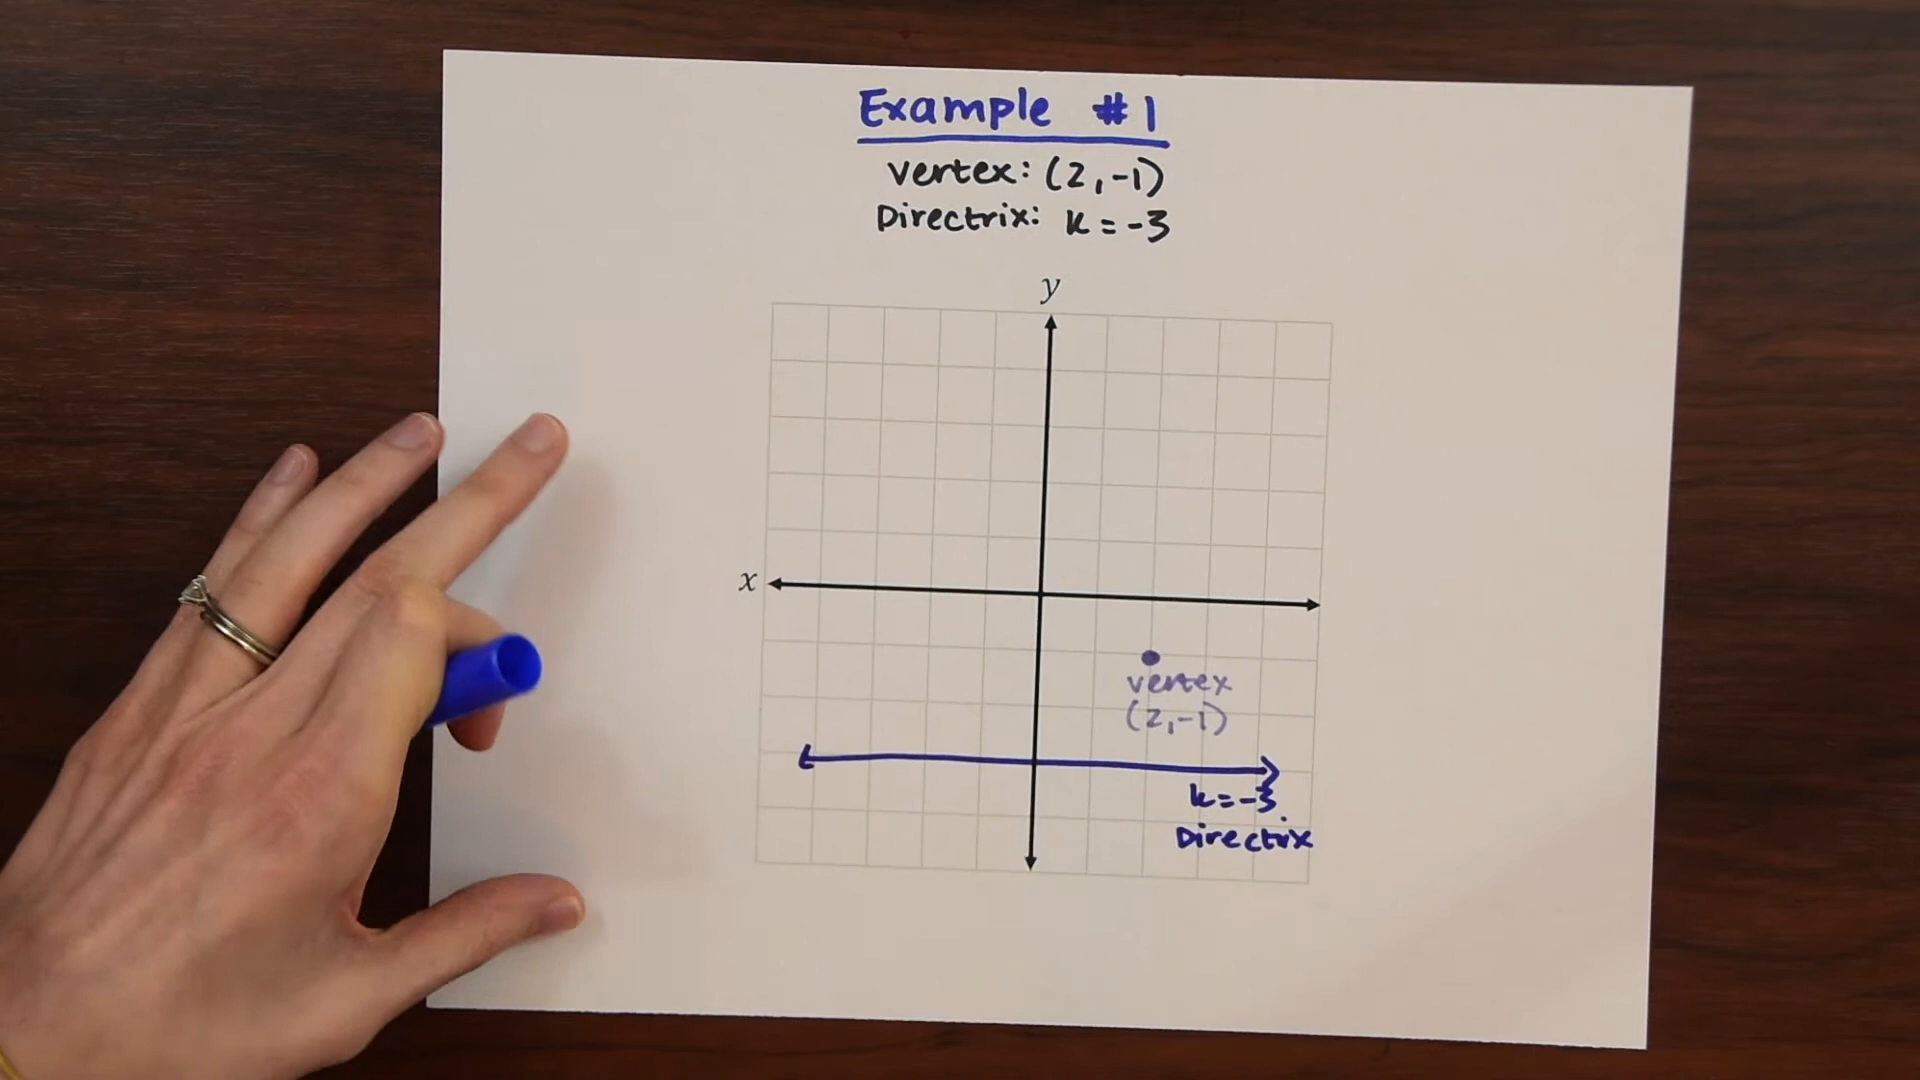 Example #1
vertex: (2,-1)
Directrix: k = -3
y
x
vertex
(2,-1)
k = -3
Directrix